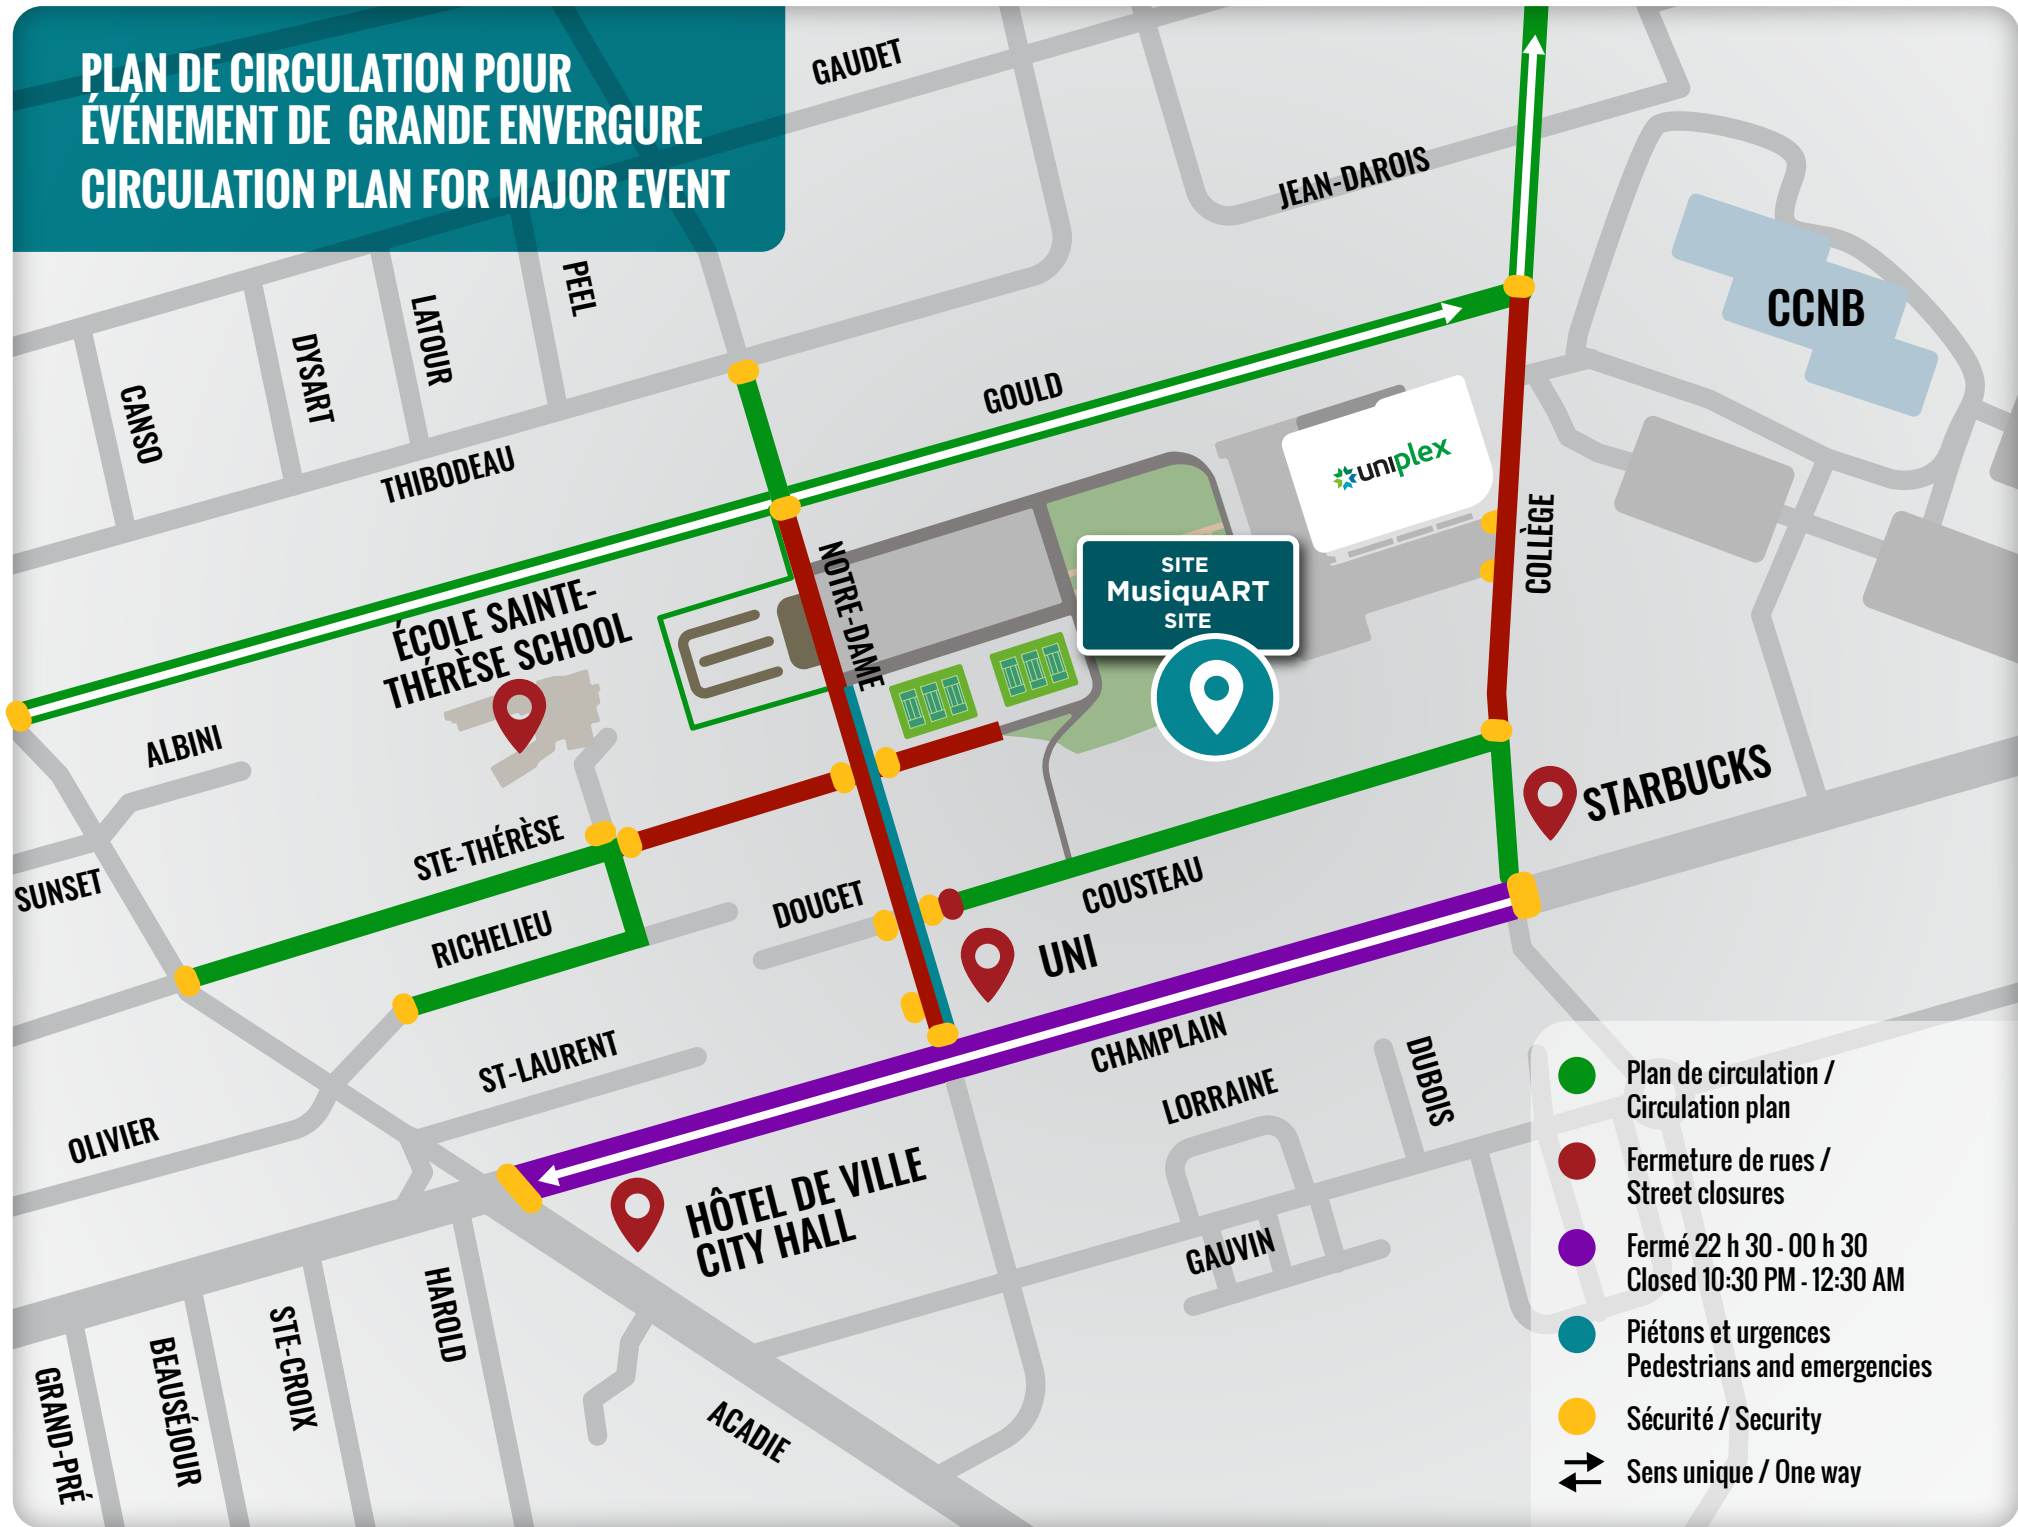 PLAN DE CIRCULATION POUR
ÉVÉNEMENT DE GRANDE ENVERGURE
CIRCULATION PLAN FOR MAJOR EVENT
GAUDET
JEAN-DAROIS
PEEL
LATOUR
DYSART
CANSO
CCNB
THIBODEAU
GOULD
uniplex
COLLÈGE
NOTRE-DAME
SITE
MusiquART
SITE
ÉCOLE SAINTE-
THÉRÈSE SCHOOL
ALBINI
SUNSET
STE-THÉRÈSE
STARBUCKS
DOUCET
COUSTEAU
RICHELIEU
UNI
ST-LAURENT
CHAMPLAIN
LORRAINE
DUBOIS
OLIVIER
HÔTEL DE VILLE
CITY HALL
GAUVIN
HAROLD
STE-CROIX
BEAUSÉJOUR
GRAND-PRÉ
ACADIE
Plan de circulation /
Circulation plan
Fermeture de rues /
Street closures
Fermé 22 h 30 - 00 h 30
Closed 10:30 PM - 12:30 AM
Piétons et urgences
Pedestrians and emergencies
Sécurité / Security
Sens unique / One way